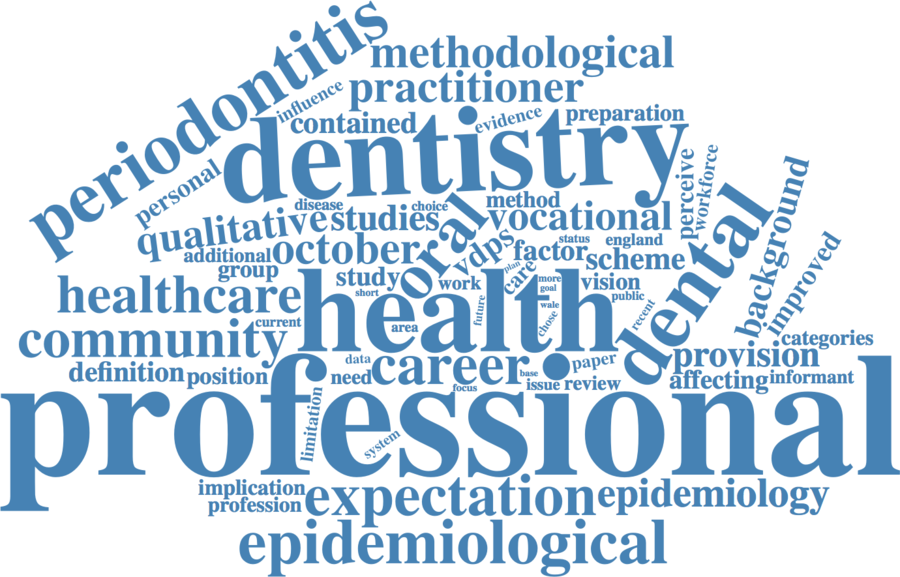 periodontitis
methodological
influence
practitioner
contained
evidence
preparation
dentistry
personal
perceive
workforce
disease
choice
method
qualitative
studies
oral
vocational
background
dental
additional
october
vdps
factor
status
england
group
study
scheme
improved
care
plan
work
more
goal
vision
public
healthcare
short
health
wale
chose
recent
future
current
area
community
categories
data
paper
provision
definition
position
need
career
base
issue
review
affecting
informant
focus
professional
limitation
system
implication
expectation
epidemiology
profession
epidemiological